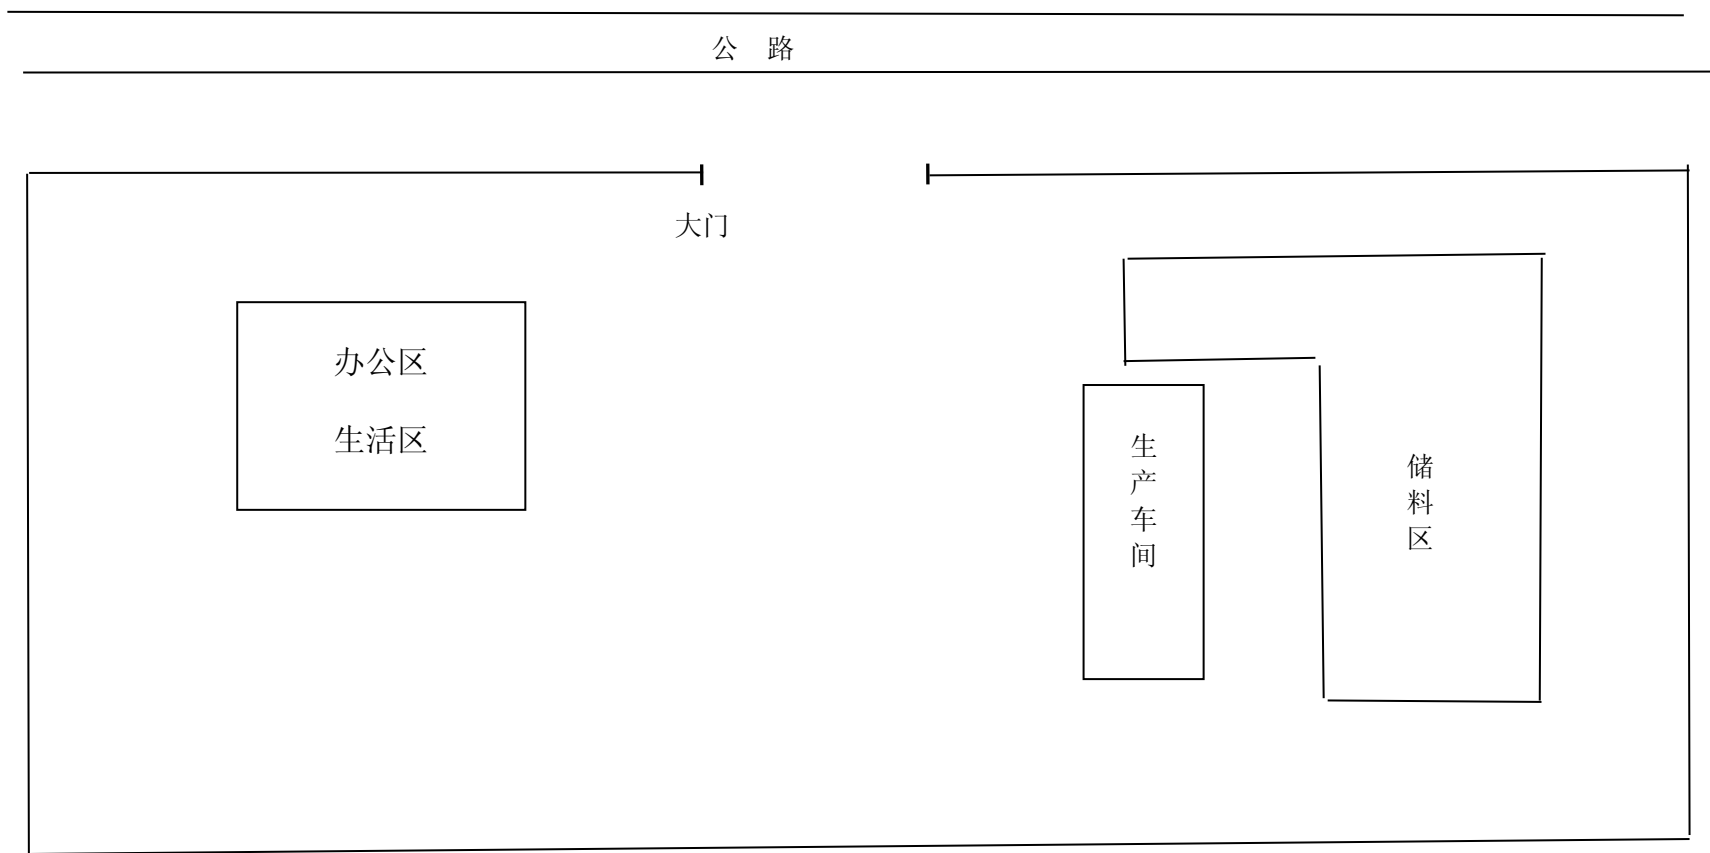 公 路
大门
办公区
生活区
生产车间
储料区